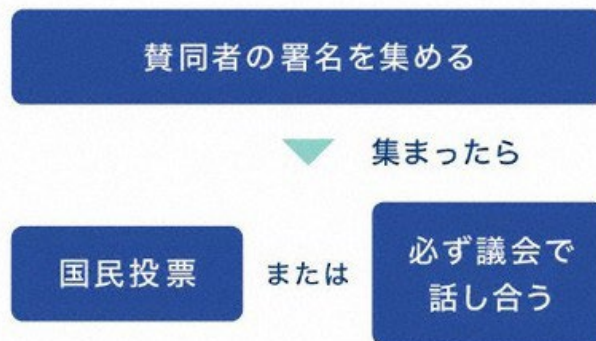 賛同者の署名を集める
集まったら
国民投票
または
必ず議会で
話し合う